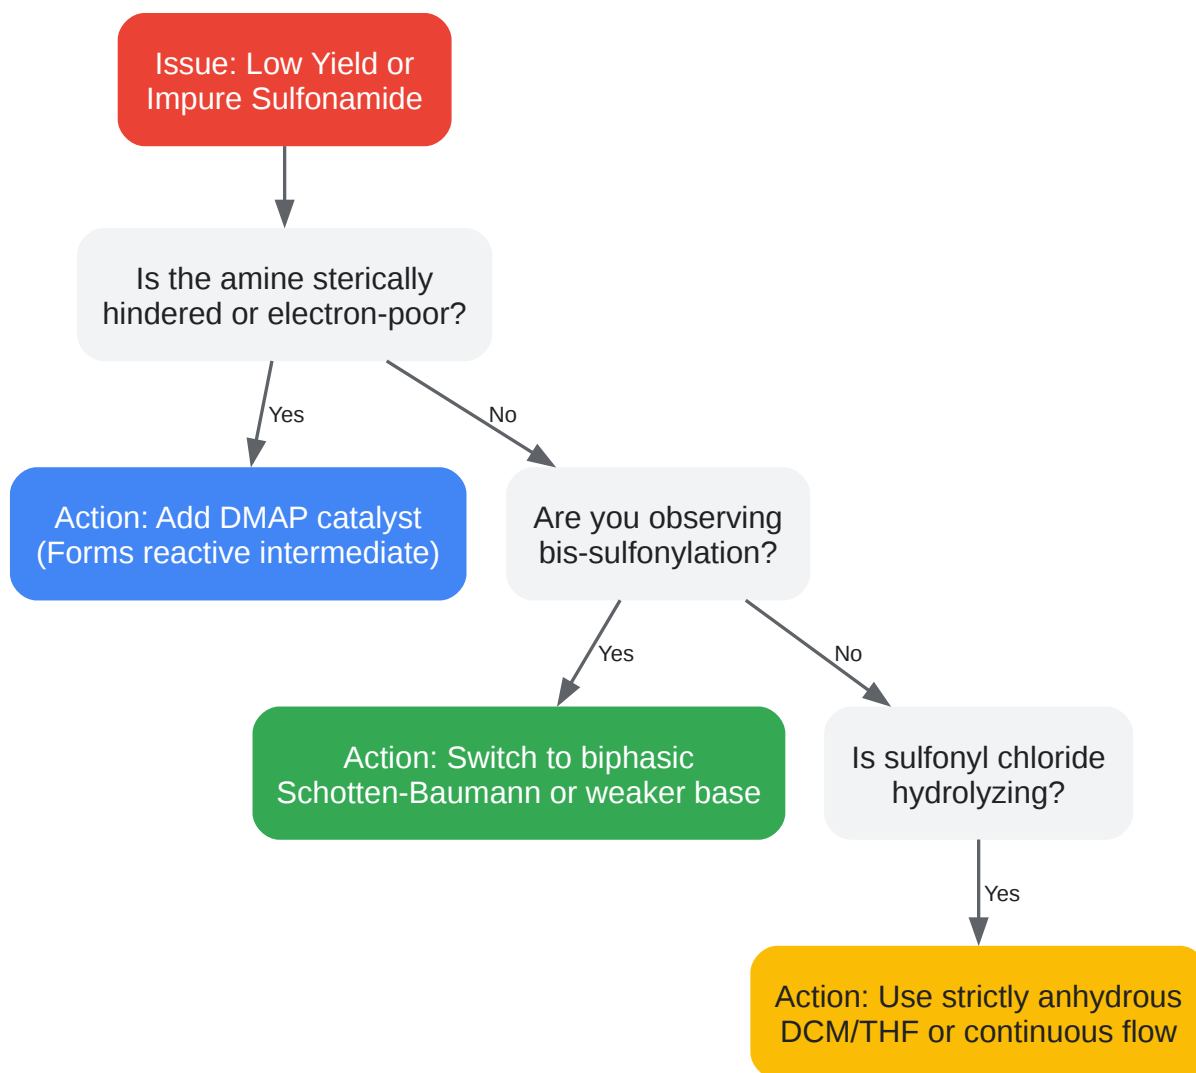 Issue: Low Yield or
Impure Sulfonamide
Is the amine sterically
hindered or electron-poor?
Yes
No
Action: Add DMAP catalyst
(Forms reactive intermediate)
Are you observing
bis-sulfonylation?
Yes
No
Action: Switch to biphasic
Schotten-Baumann or weaker base
Is sulfonyl chloride
hydrolyzing?
Yes
Action: Use strictly anhydrous
DCM/THF or continuous flow